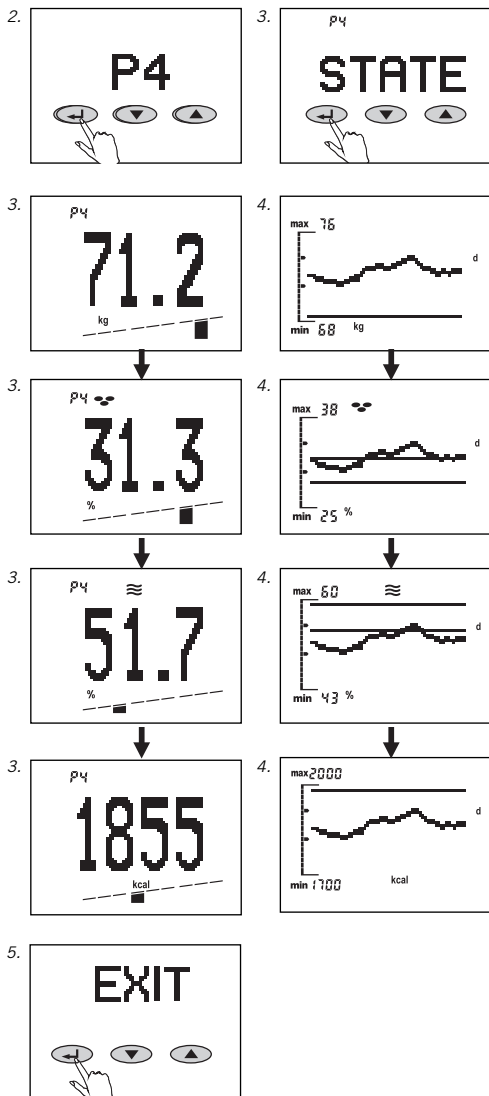 2.
P4
3.
P4
STATE
3.
P4
71.2
kg
4.
max 76
d
min 68 kg
3.
P4
31.3
%
4.
max 38
d
min 25 %
3.
P4
51.7
%
4.
max 60
d
min 43 %
3.
P4
1855
kcal
4.
max 2000
d
min 1700 kcal
5.
EXIT